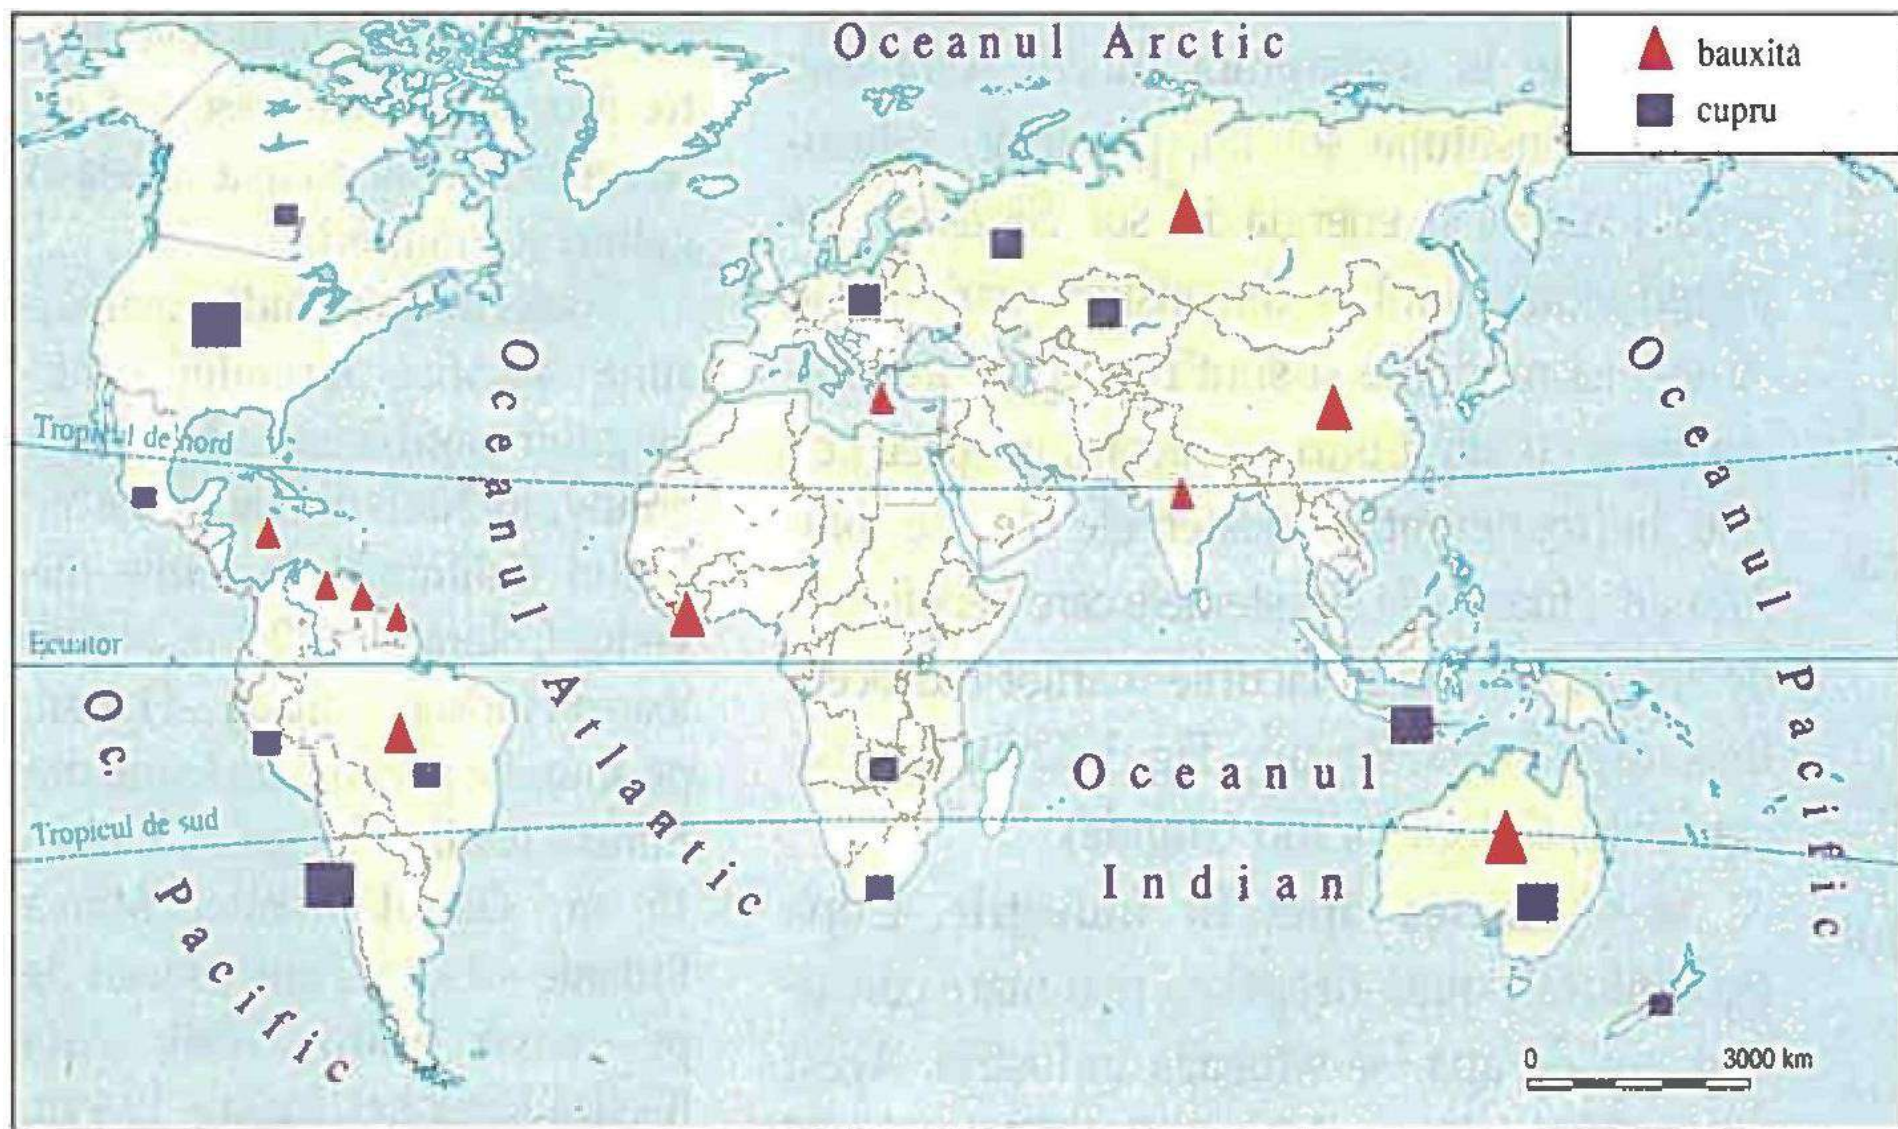 Oceanul Arctic
bauxita
cupru
Oceanul
Atlantic
Oceanul
Pacific
Tropicul de nord
Ecuator
Oc.
Pacific
Tropicul de sud
Oceanul
Indian
0 3000 km